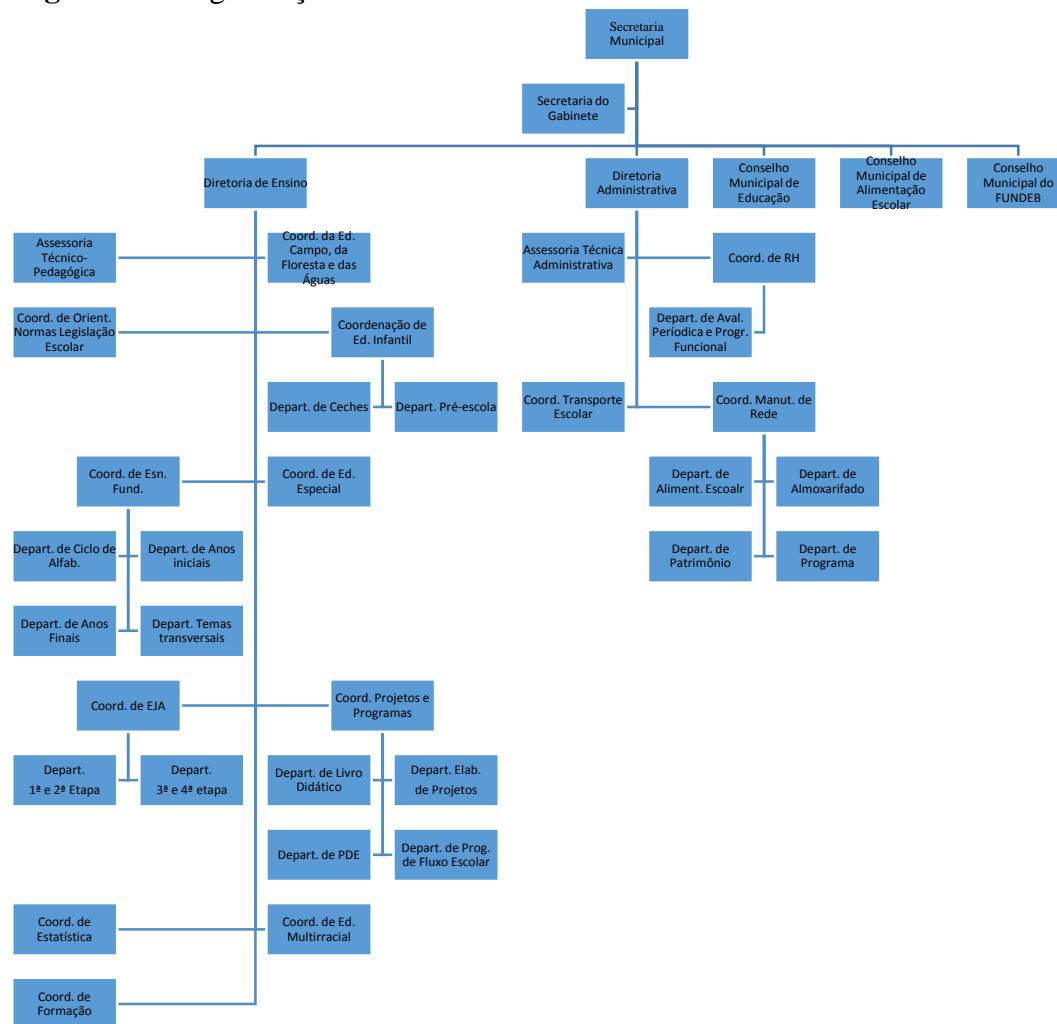 Secretaria
Municipal
Secretaria do
Gabinete
Diretoria de Ensino
Diretoria
Administrativa
Conselho
Municipal de
Educação
Conselho
Municipal de
Alimentação
Escolar
Conselho
Municipal do
FUNDEB
Assessoria
Técnico-
Pedagógica
Coord. da Ed.
Campo, da
Floresta e das
Águas
Assessoria Técnica
Administrativa
Coord. de RH
Coord. de Orient.
Normas Legislação
Escolar
Coordenação de
Ed. Infantil
Depart. de Aval.
Períodica e Progr.
Funcional
Depart. de Ceches
Depart. Pré-escola
Coord. Transporte
Escolar
Coord. Manut. de
Rede
Coord. de Esn.
Fund.
Coord. de Ed.
Especial
Depart. de
Aliment. Escoalr
Depart. de
Almoxarifado
Depart. de Ciclo de
Alfab.
Depart. de Anos
iniciais
Depart. de
Patrimônio
Depart. de
Programa
Depart. de Anos
Finais
Depart. Temas
transversais
Coord. de EJA
Coord. Projetos e
Programas
Depart.
1ª e 2ª Etapa
Depart.
3ª e 4ª etapa
Depart. de Livro
Didático
Depart. Elab.
de Projetos
Depart. de PDE
Depart. de Prog.
de Fluxo Escolar
Coord. de
Estatística
Coord. de Ed.
Multirracial
Coord. de
Formação